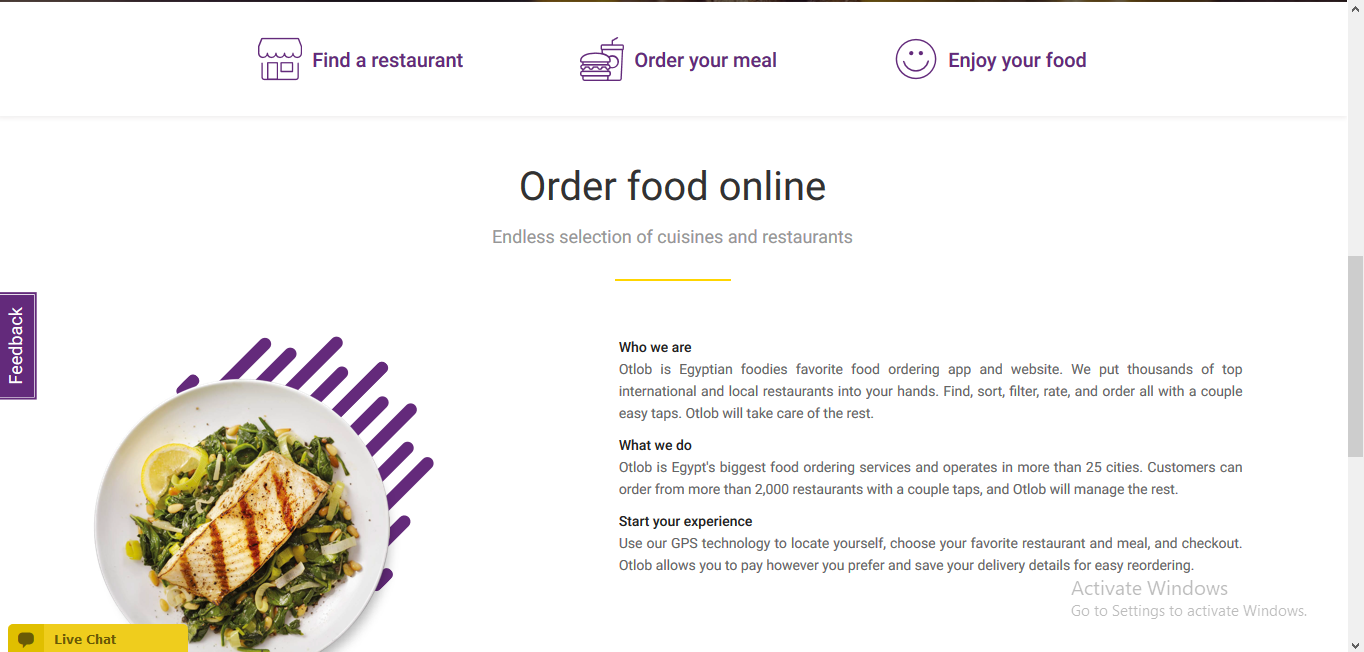 Find a restaurant
Order your meal
Enjoy your food
Order food online
Endless selection of cuisines and restaurants
Feedback
Who we are
Otlob is Egyptian foodies favorite food ordering app and website. We put thousands of top
international and local restaurants into your hands. Find, sort, filter, rate, and order all with a couple
easy taps. Otlob will take care of the rest.
What we do
Otlob is Egypt's biggest food ordering services and operates in more than 25 cities. Customers can
order from more than 2,000 restaurants with a couple taps, and Otlob will manage the rest.
Start your experience
Use our GPS technology to locate yourself, choose your favorite restaurant and meal, and checkout.
Otlob allows you to pay however you prefer and save your delivery details for easy reordering.
Activate Windows
Go to Settings to activate Windows.
Live Chat